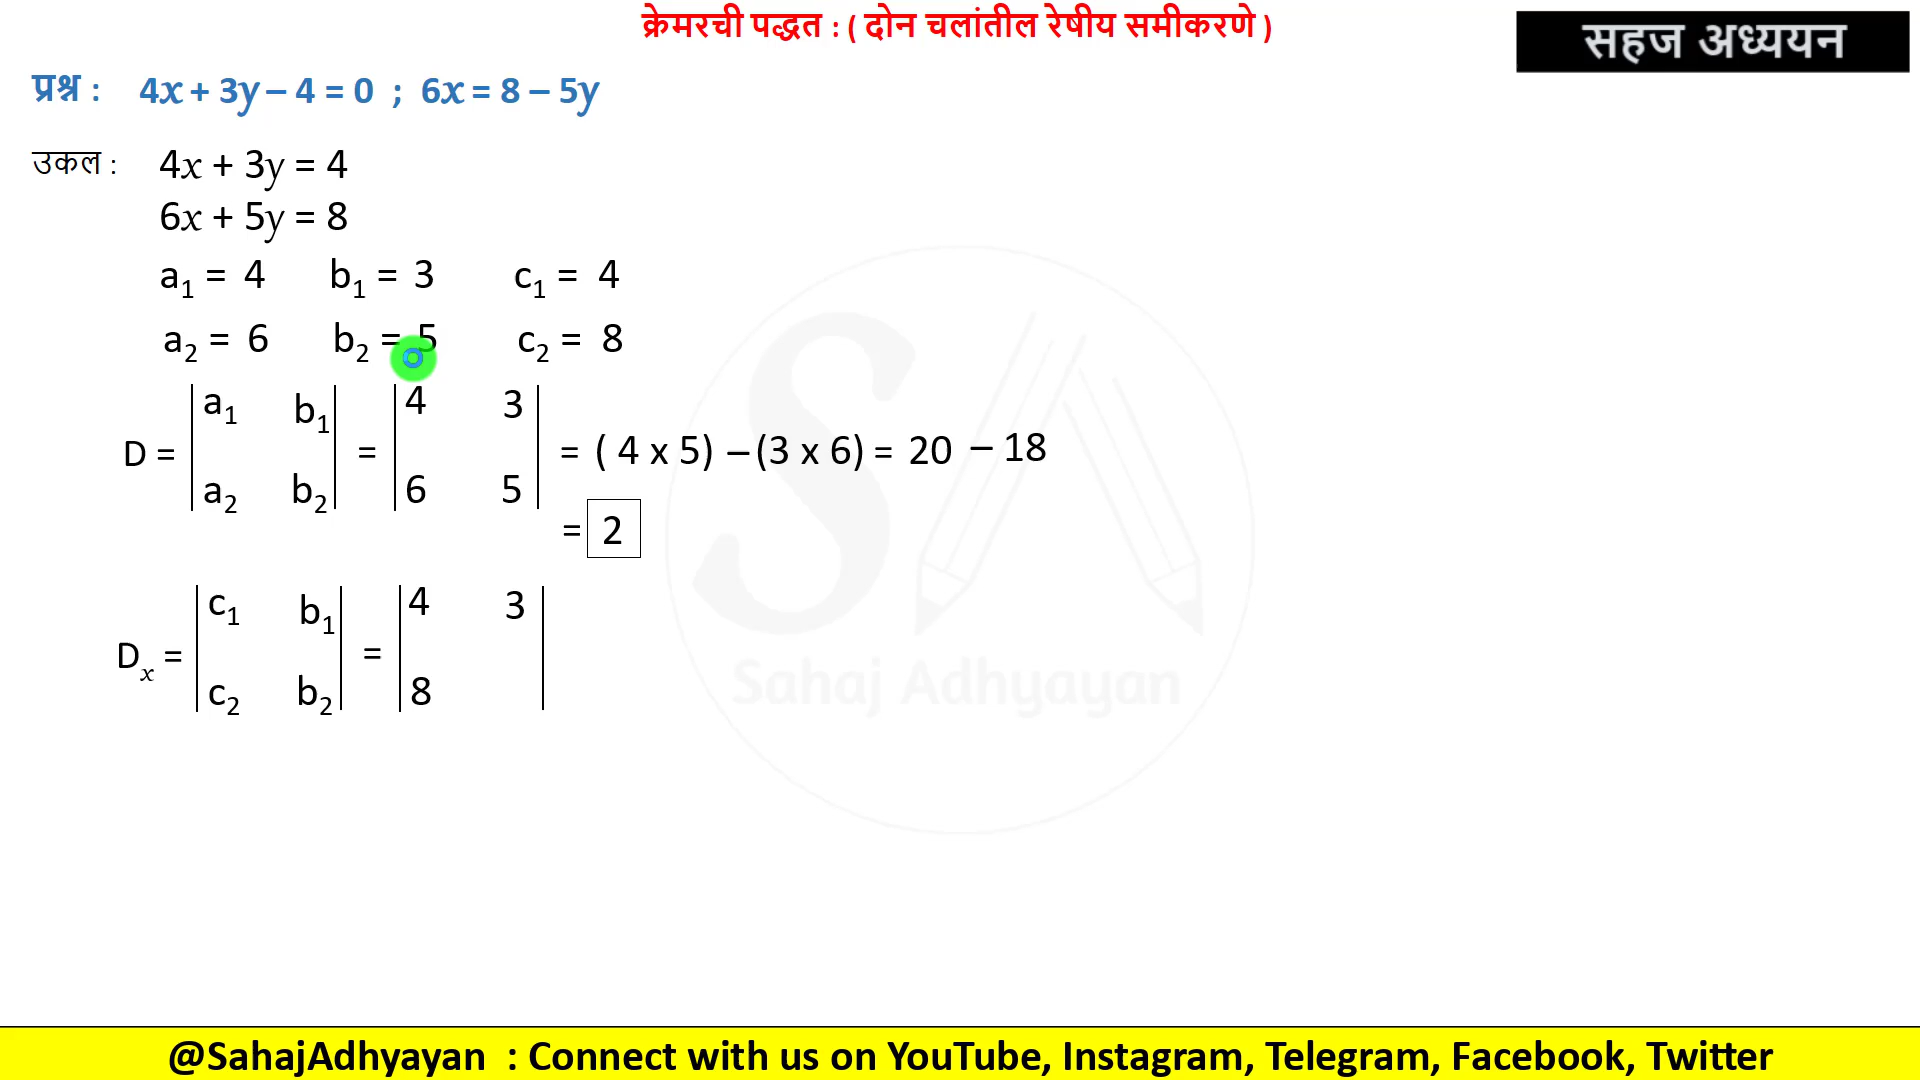 क्रेमरची पद्धत : ( दोन चलांतील रेषीय समीकरणे )
सहज अध्ययन
प्रश्न : 4x + 3y – 4 = 0 ; 6x = 8 – 5y
उकल : 4x + 3y = 4
6x + 5y = 8
a₁ = 4 b₁ = 3 c₁ = 4
a₂ = 6 b₂ = 5 c₂ = 8
a₁ b₁ 4 3
D = = = ( 4 x 5) – (3 x 6) = 20 – 18
a₂ b₂ 6 5
= 2
c₁ b₁ 4 3
Dₓ = =
c₂ b₂ 8
Sahaj Adhyayan
@SahajAdhyayan : Connect with us on YouTube, Instagram, Telegram, Facebook, Twitter